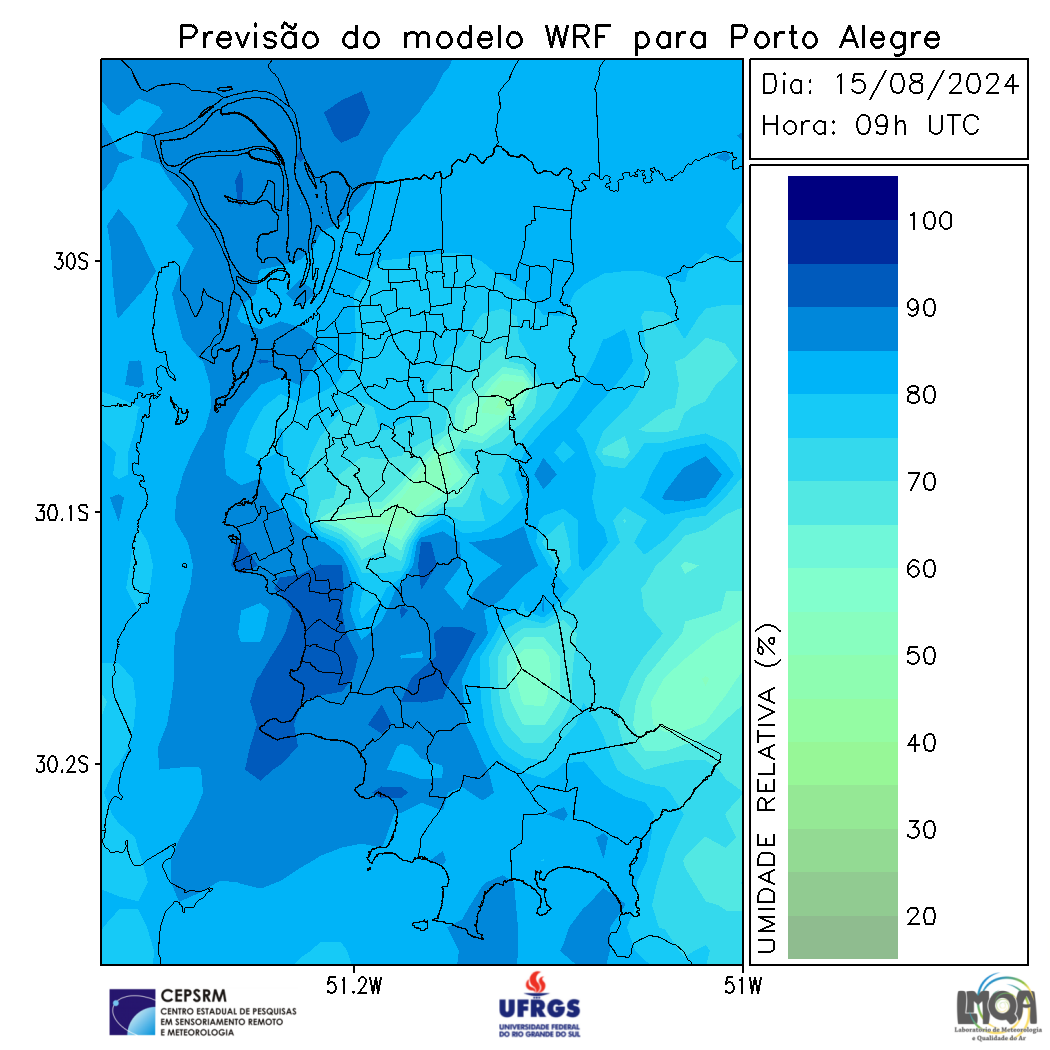 Previsão do modelo WRF para Porto Alegre
Dia: 15/08/2024
Hora: 09h UTC
30S
30.1S
30.2S
51.2W
51W
UMIDADE RELATIVA (%)
100
90
80
70
60
50
40
30
20
CEPSRM
CENTRO ESTADUAL DE PESQUISAS
EM SENSORIAMENTO REMOTO
E METEOROLOGIA
UFRGS
UNIVERSIDADE FEDERAL
DO RIO GRANDE DO SUL
LMQA
Laboratório de Meteorologia
e Qualidade do Ar